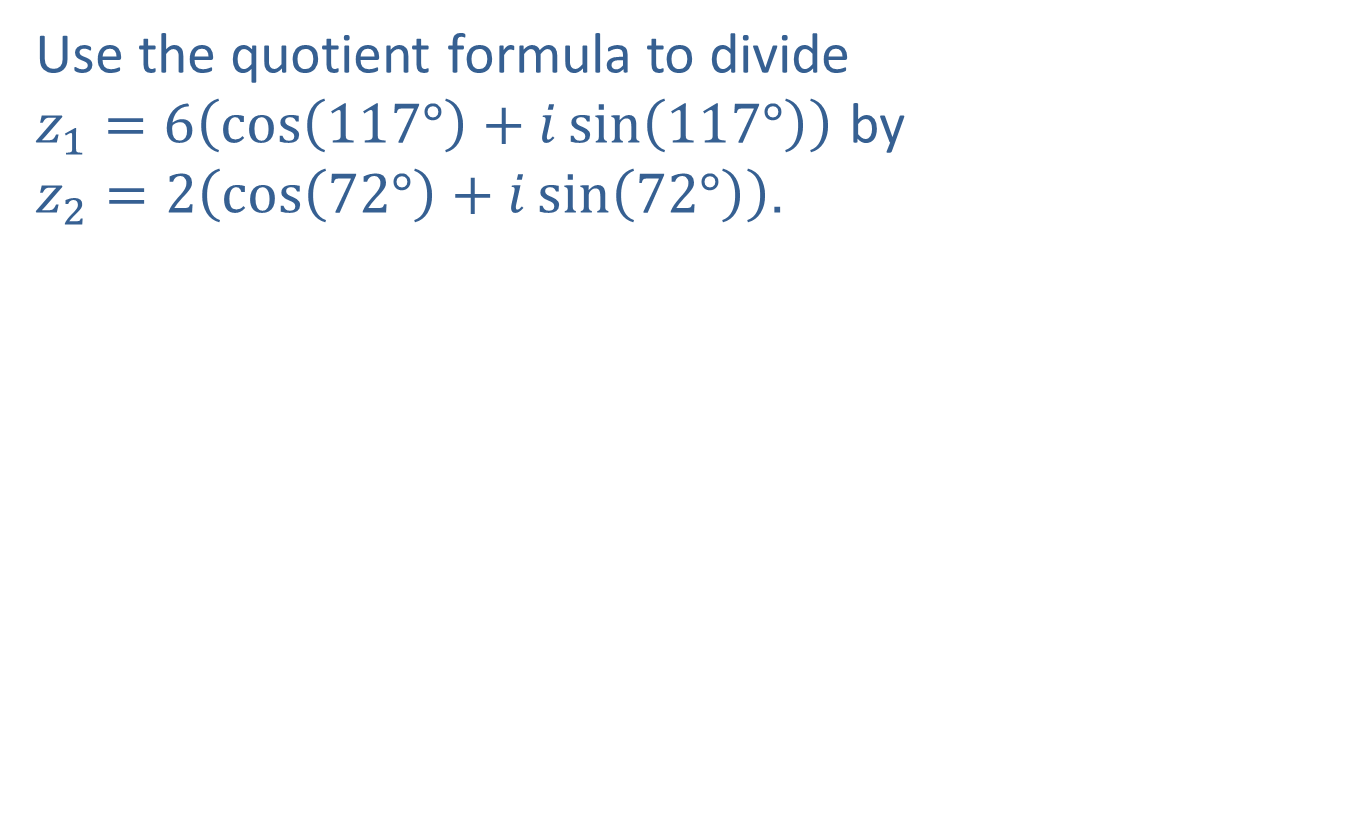 Use the quotient formula to divide
𝑧₁ = 6(cos(117°) + 𝑖 sin(117°)) by
𝑧₂ = 2(cos(72°) + 𝑖 sin(72°)).